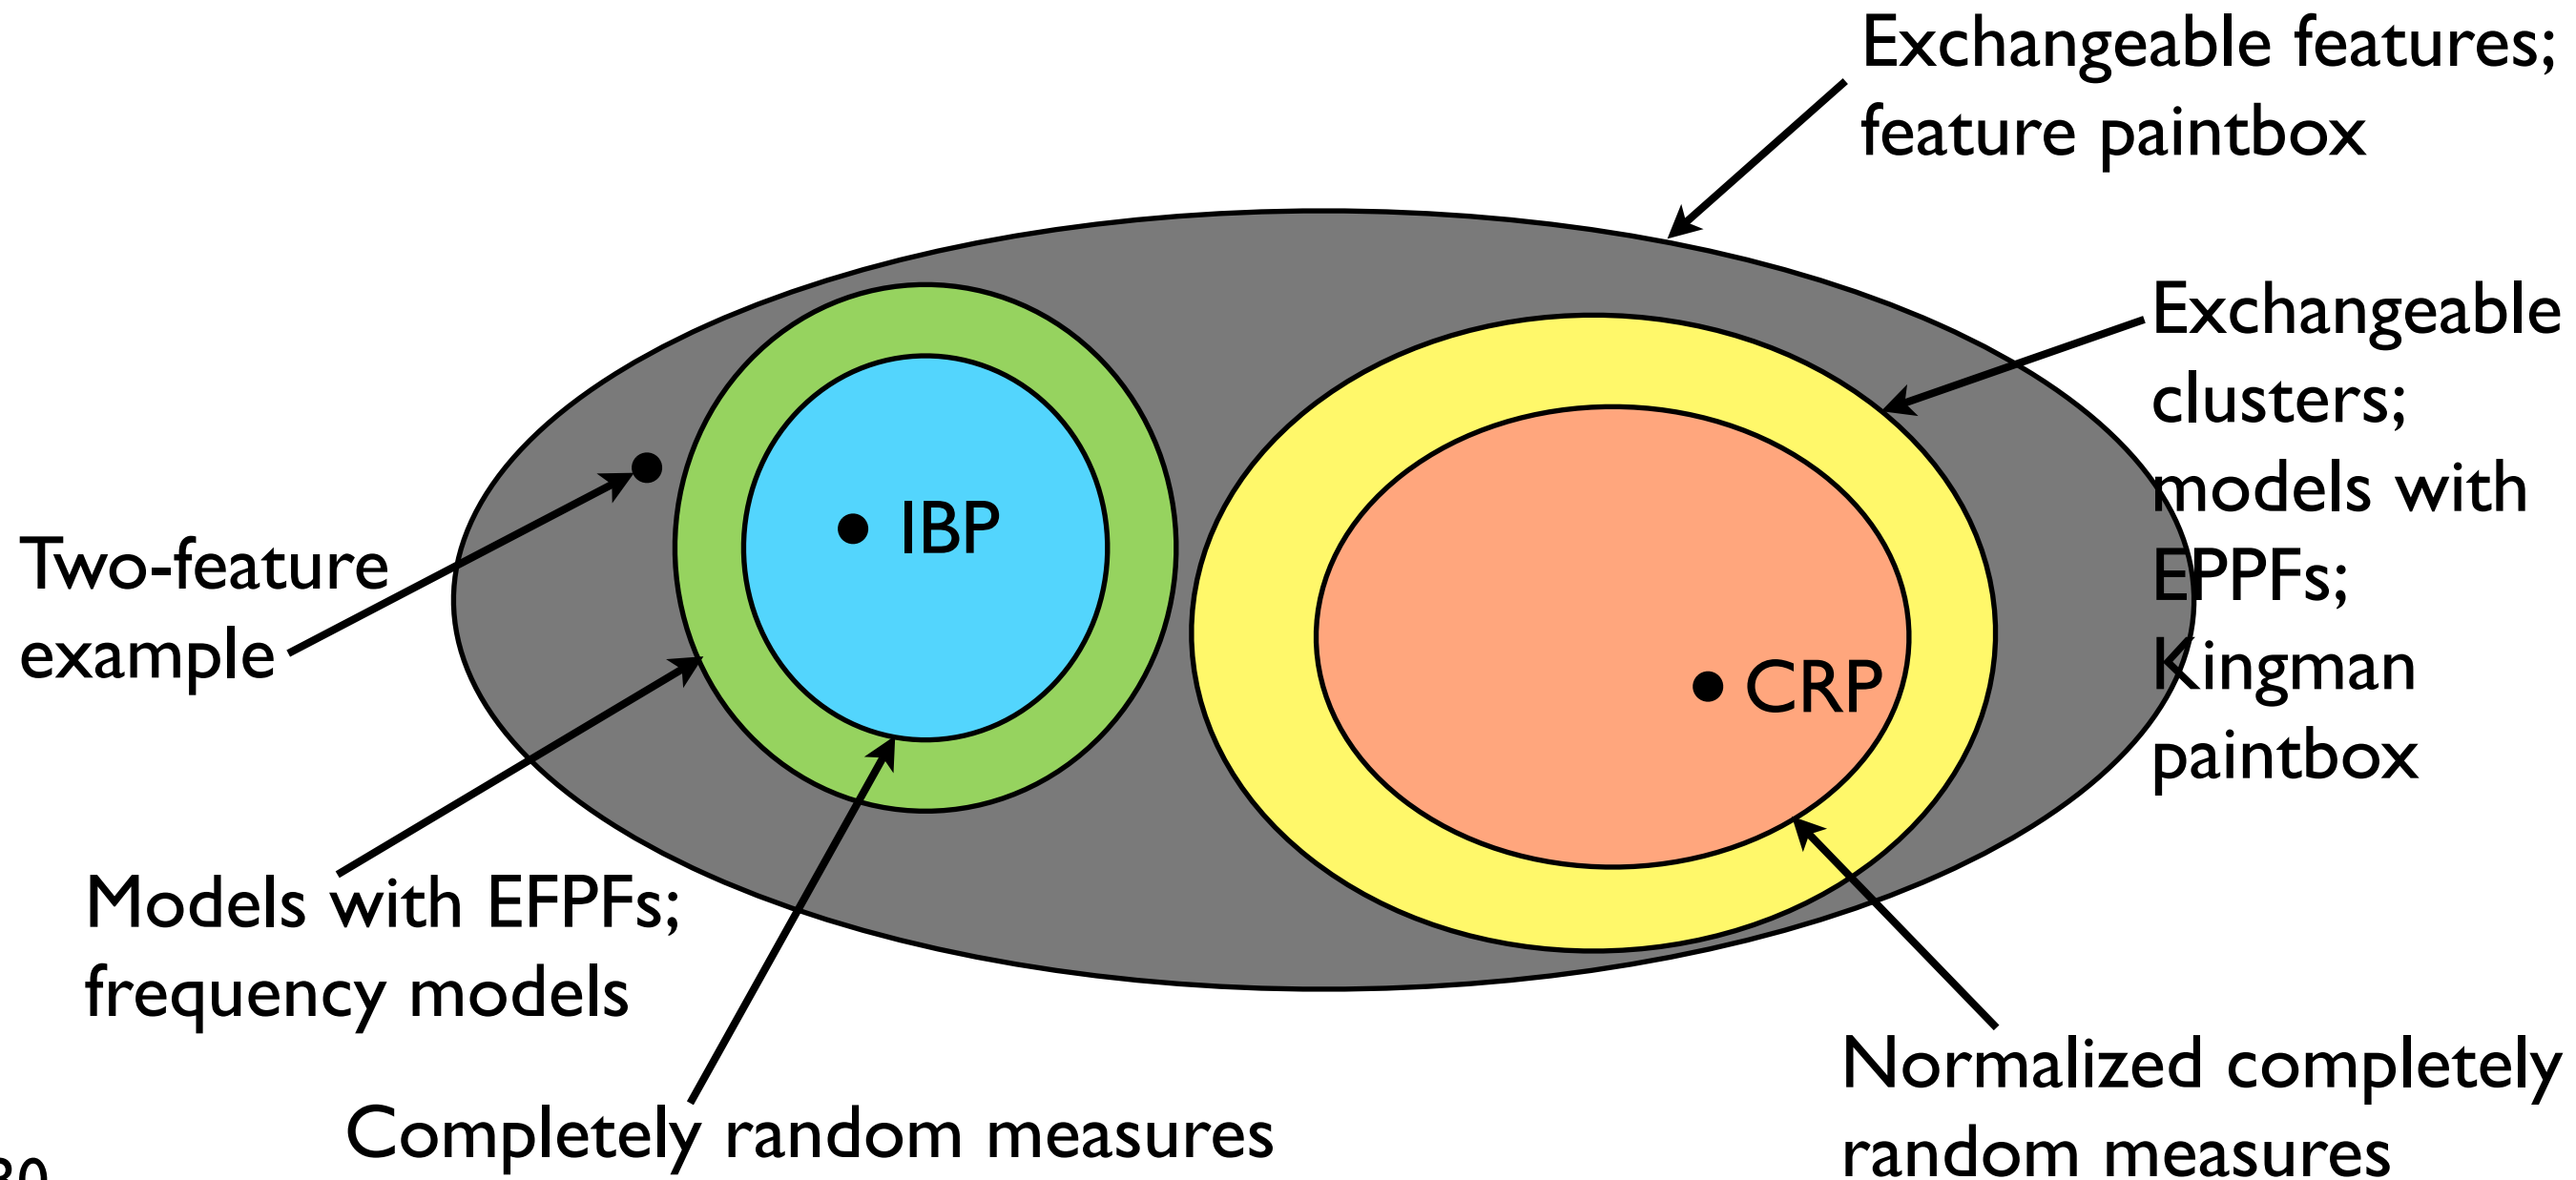 Exchangeable features;
feature paintbox
Exchangeable
clusters;
models with
EPPFs;
Kingman
paintbox
IBP
Two-feature
example
CRP
Models with EFPFs;
frequency models
Normalized completely
random measures
Completely random measures